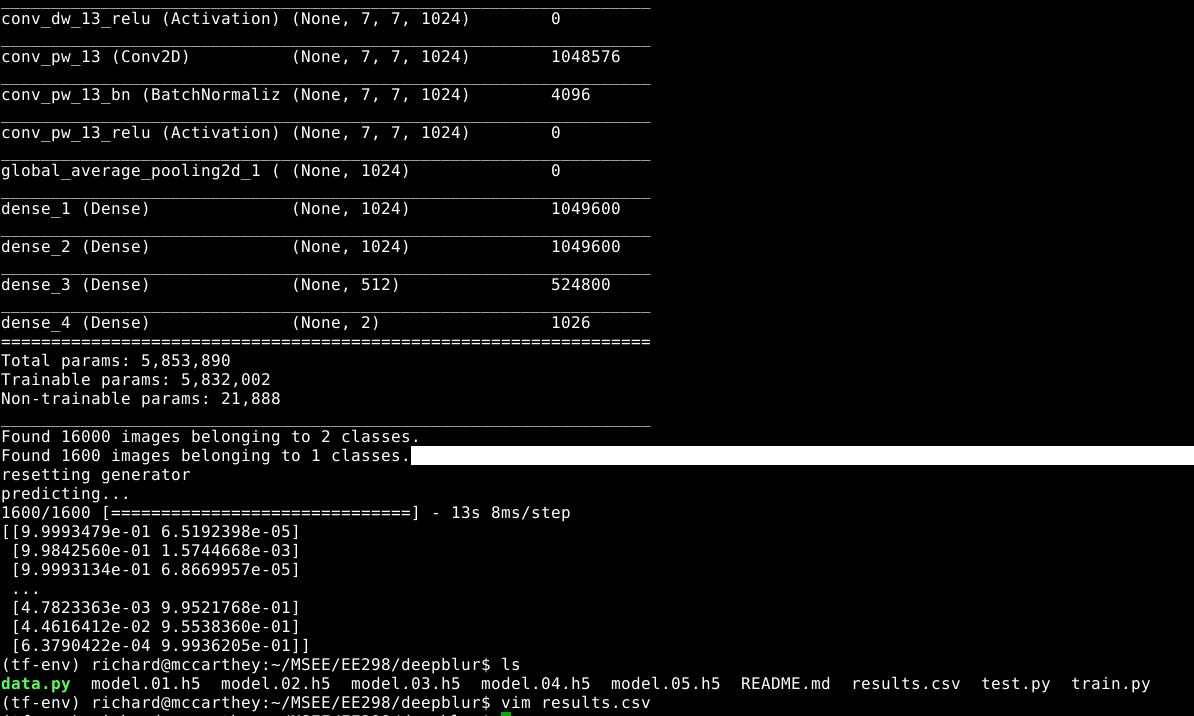 conv_dw_13_relu (Activation) (None, 7, 7, 1024) 0
conv_pw_13 (Conv2D) (None, 7, 7, 1024) 1048576
conv_pw_13_bn (BatchNormaliz (None, 7, 7, 1024) 4096
conv_pw_13_relu (Activation) (None, 7, 7, 1024) 0
global_average_pooling2d_1 ( (None, 1024) 0
dense_1 (Dense) (None, 1024) 1049600
dense_2 (Dense) (None, 1024) 1049600
dense_3 (Dense) (None, 512) 524800
dense_4 (Dense) (None, 2) 1026
=================================================================
Total params: 5,853,890
Trainable params: 5,832,002
Non-trainable params: 21,888
Found 16000 images belonging to 2 classes.
Found 1600 images belonging to 1 classes.
resetting generator
predicting...
1600/1600 [==============================] - 13s 8ms/step
[[9.9993479e-01 6.5192398e-05]
[9.9842560e-01 1.5744668e-03]
[9.9993134e-01 6.8669957e-05]
...
[4.7823363e-03 9.9521768e-01]
[4.4616412e-02 9.5538360e-01]
[6.3790422e-04 9.9936205e-01]]
(tf-env) richard@mccarthey:~/MSEE/EE298/deepblur$ ls
data.py model.01.h5 model.02.h5 model.03.h5 model.04.h5 model.05.h5 README.md results.csv test.py train.py
(tf-env) richard@mccarthey:~/MSEE/EE298/deepblur$ vim results.csv